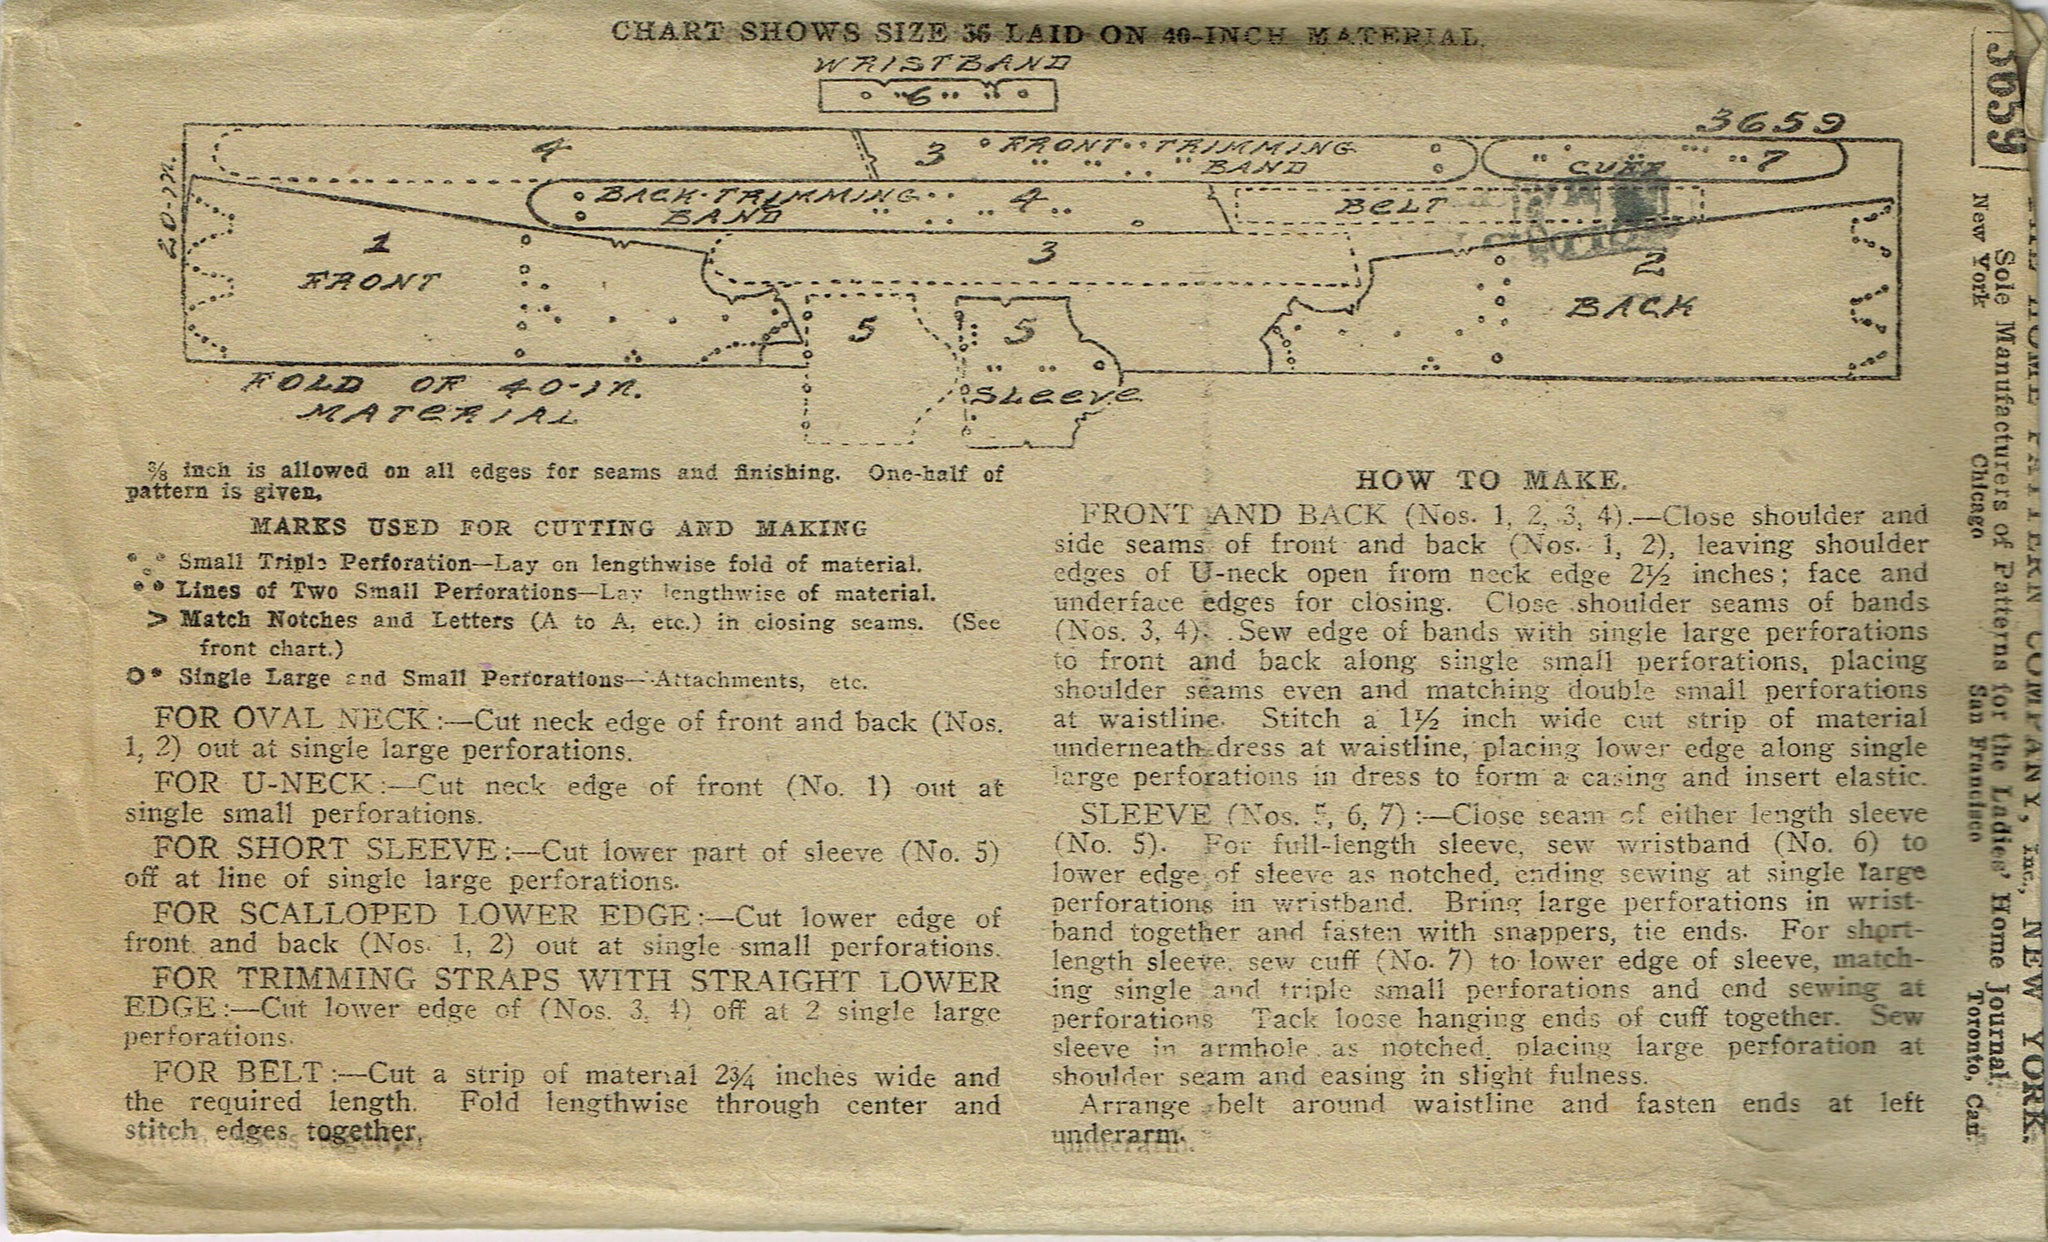 CHART SHOWS SIZE 36 LAID ON 40-INCH MATERIAL.
WRISTBAND
6
3659
20-IN.
4
3 FRONT TRIMMING
BAND
CUFF 7
BACK-TRIMMING
BAND
4
BELT
1
FRONT
3
2
BACK
5
5
SLEEVE
FOLD OF 40-IN.
MATERIAL
⅜ inch is allowed on all edges for seams and finishing. One-half of
pattern is given.
MARKS USED FOR CUTTING AND MAKING
Small Triple Perforation—Lay on lengthwise fold of material.
Lines of Two Small Perforations—Lay lengthwise of material.
> Match Notches and Letters (A to A, etc.) in closing seams. (See
front chart.)
Single Large and Small Perforations—Attachments, etc.
FOR OVAL NECK:—Cut neck edge of front and back (Nos.
1, 2) out at single large perforations.
FOR U-NECK:—Cut neck edge of front (No. 1) out at
single small perforations.
FOR SHORT SLEEVE:—Cut lower part of sleeve (No. 5)
off at line of single large perforations.
FOR SCALLOPED LOWER EDGE:—Cut lower edge of
front and back (Nos. 1, 2) out at single small perforations.
FOR TRIMMING STRAPS WITH STRAIGHT LOWER
EDGE:—Cut lower edge of (Nos. 3, 4) off at 2 single large
perforations.
FOR BELT:—Cut a strip of material 2¾ inches wide and
the required length. Fold lengthwise through center and
stitch edges together.
HOW TO MAKE.
FRONT AND BACK (Nos. 1, 2, 3, 4).—Close shoulder and
side seams of front and back (Nos. 1, 2), leaving shoulder
edges of U-neck open from neck edge 2½ inches; face and
underface edges for closing. Close shoulder seams of bands
(Nos. 3, 4). Sew edge of bands with single large perforations
to front and back along single small perforations, placing
shoulder seams even and matching double small perforations
at waistline. Stitch a 1½ inch wide cut strip of material
underneath dress at waistline, placing lower edge along single
large perforations in dress to form a casing and insert elastic.
SLEEVE (Nos. 5, 6, 7):—Close seam of either length sleeve
(No. 5). For full-length sleeve, sew wristband (No. 6) to
lower edge of sleeve as notched, ending sewing at single large
perforations in wristband. Bring large perforations in wrist-
band together and fasten with snappers, tie ends. For short-
length sleeve, sew cuff (No. 7) to lower edge of sleeve, match-
ing single and triple small perforations and end sewing at
perforations Tack loose hanging ends of cuff together. Sew
sleeve in armhole as notched, placing large perforation at
shoulder seam and easing in slight fulness.
Arrange belt around waistline and fasten ends at left
underarm.
3659
THE HOME PATTERN COMPANY, Inc., NEW YORK.
Sole Manufacturers of Patterns for the Ladies' Home Journal,
New York Chicago San Francisco Toronto, Can.